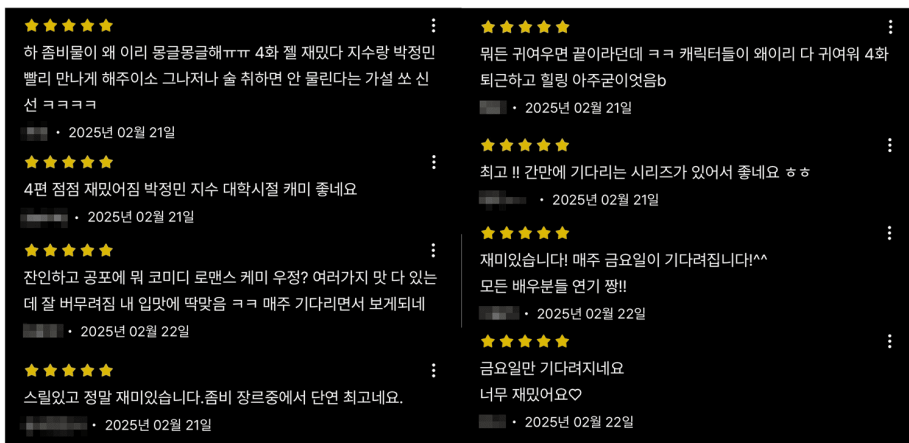 하 좀비물이 왜 이리 몽글몽글해ㅠㅠ 4화 젤 재밌다 지수랑 박정민
빨리 만나게 해주이소 그나저나 술 취하면 안 물린다는 가설 쏘 신
선 ㅋㅋㅋㅋ
• 2025년 02월 21일
4편 점점 재밌어짐 박정민 지수 대학시절 캐미 좋네요
• 2025년 02월 21일
잔인하고 공포에 뭐 코미디 로맨스 케미 우정? 여러가지 맛 다 있는
데 잘 버무려짐 내 입맛에 딱맞음 ㅋㅋ 매주 기다리면서 보게되네
• 2025년 02월 22일
스릴있고 정말 재미있습니다.좀비 장르중에서 단연 최고네요.
• 2025년 02월 21일
뭐든 귀여우면 끝이라던데 ㅋㅋ 캐릭터들이 왜이리 다 귀여워 4화
퇴근하고 힐링 아주굳이엇음b
• 2025년 02월 21일
최고 !! 간만에 기다리는 시리즈가 있어서 좋네요 ㅎㅎ
• 2025년 02월 21일
재미있습니다! 매주 금요일이 기다려집니다!^^
모든 배우분들 연기 짱!!
• 2025년 02월 22일
금요일만 기다려지네요
너무 재밌어요♡
• 2025년 02월 22일